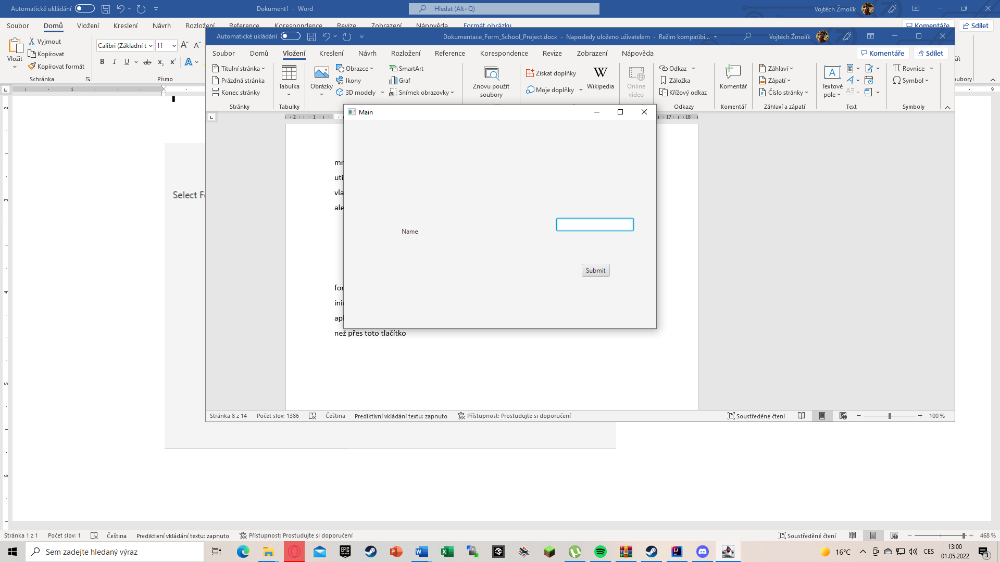 Automatické ukládání
Dokument1 - Word
Hledat (Alt+Q)
Vojtěch Žmolík
Soubor Domů Vložení Kreslení Návrh Rozložení Reference Korespondence Revize Zobrazení Nápověda Formát obrázku Komentáře Sdílet
Vložit
Vyjmout
Kopírovat
Kopírovat formát
Schránka
Calibri (Základní t 11
Písmo
Automatické ukládání
Dokumentace_Form_School_Project.docx - Naposledy uloženo uživatelem - Režim kompatibi...
Vojtěch Žmolík
Soubor Domů Vložení Kreslení Návrh Rozložení Reference Korespondence Revize Zobrazení Nápověda Komentáře Sdílet
Titulní stránka
Prázdná stránka
Konec stránky
Stránky
Tabulka
Tabulky
Obrázky
Obrazce
Ikony
3D modely
SmartArt
Graf
Snímek obrazovky
Znovu použít
soubory
Získat doplňky
Moje doplňky
Wikipedia
Online
video
Odkaz
Záložka
Křížový odkaz
Odkazy
Komentář
Komentář
Záhlaví
Zápatí
Číslo stránky
Záhlaví a zápatí
Textové
pole
Text
Rovnice
Symbol
Symboly
Main
Name
Submit
Select Fo
mr
uti
vla
ale
for
inic
apl
než přes toto tlačítko
Stránka 8 z 14 Počet slov: 1386 Čeština Prediktivní vkládání textu: zapnuto Přístupnost: Prostudujte si doporučení Soustředěné čtení 100 %
Stránka 1 z 1 Počet slov: 1 Čeština Prediktivní vkládání textu: zapnuto Přístupnost: Prostudujte si doporučení Soustředěné čtení 468 %
Sem zadejte hledaný výraz
16°C
CES
13:00
01.05.2022
3